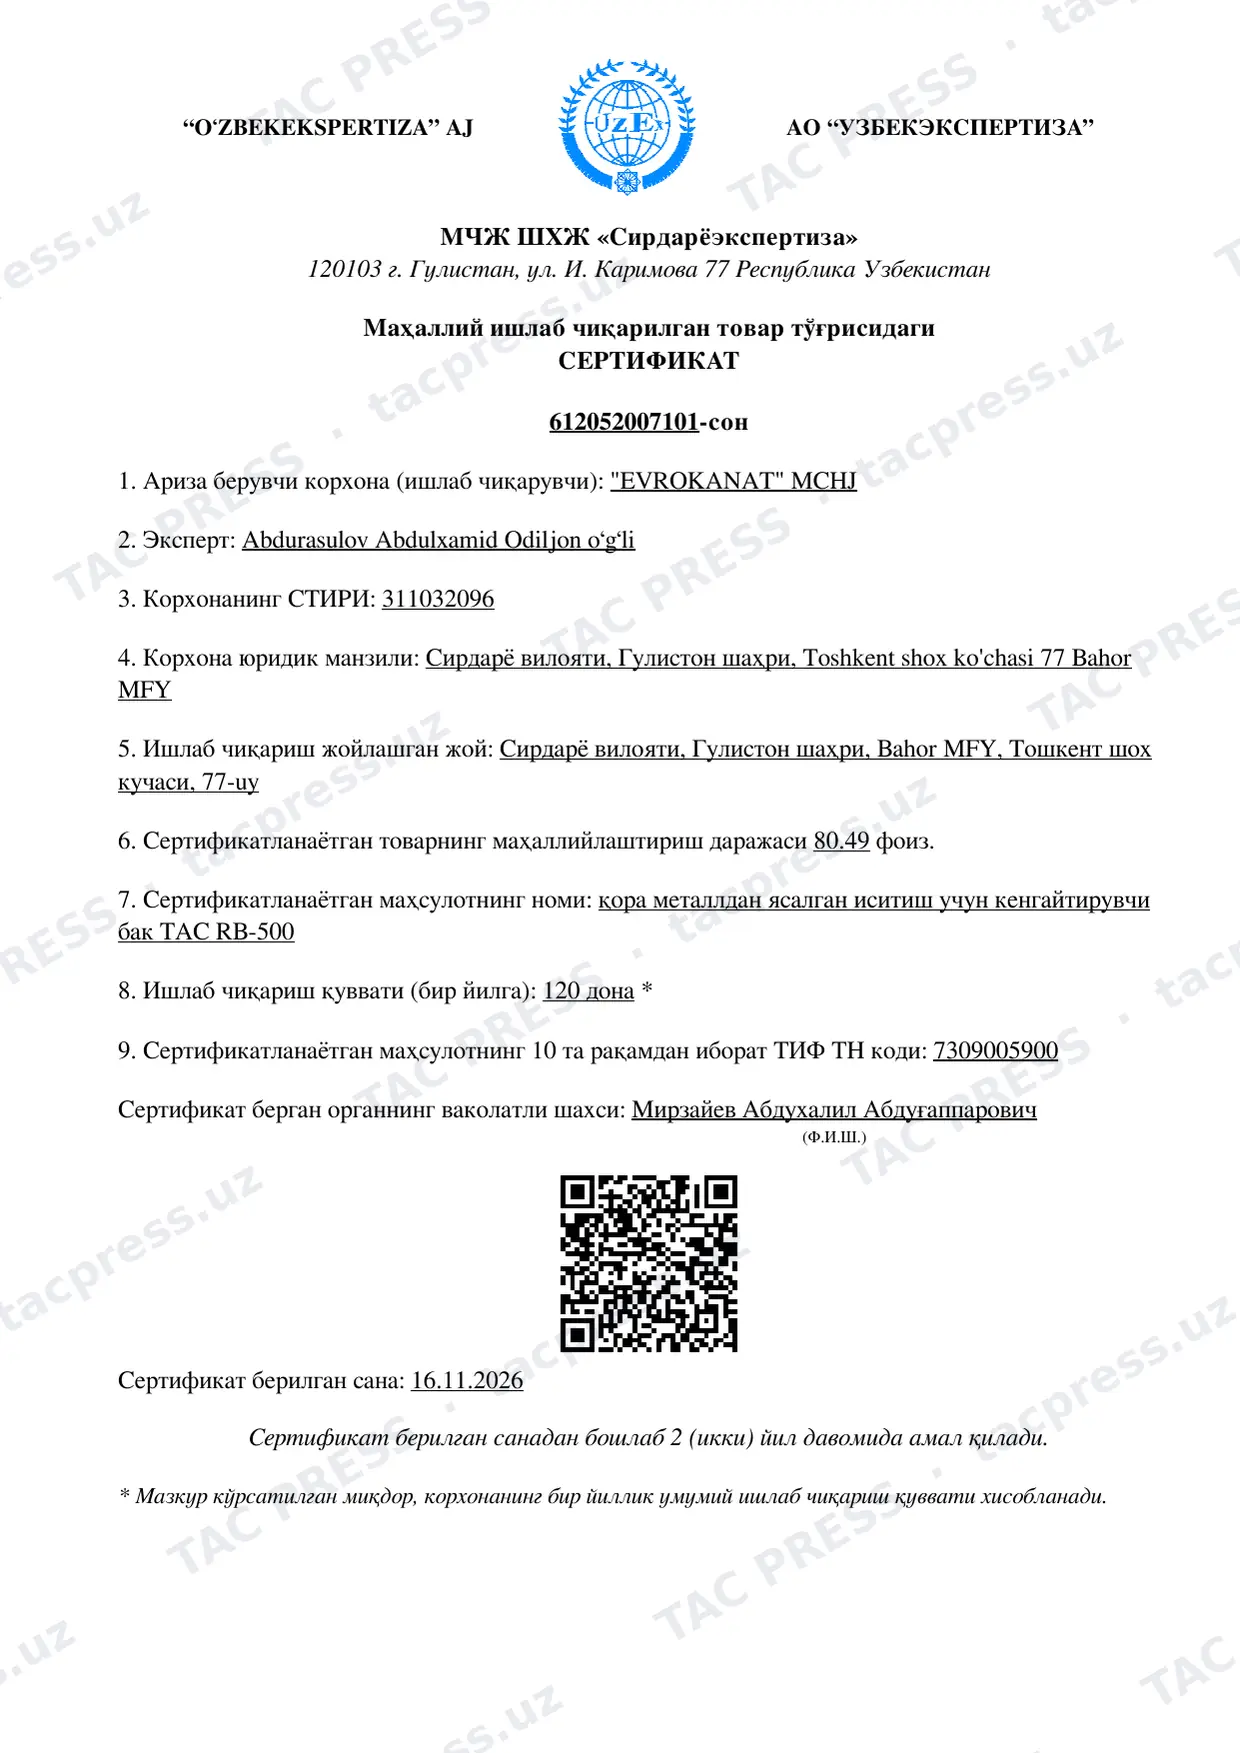 “O‘ZBEKEKSPERTIZA” AJ
UzEx
АО “УЗБЕКЭКСПЕРТИЗА”
МЧЖ ШХЖ «Сирдарёэкспертиза»
120103 г. Гулистан, ул. И. Каримова 77 Республика Узбекистан
Маҳаллий ишлаб чиқарилган товар тўғрисидаги
СЕРТИФИКАТ
612052007101-сон
1. Ариза берувчи корхона (ишлаб чиқарувчи): "EVROKANAT" MCHJ
2. Эксперт: Abdurasulov Abdulxamid Odiljon o‘g‘li
3. Корхонанинг СТИРИ: 311032096
4. Корхона юридик манзили: Сирдарё вилояти, Гулистон шаҳри, Toshkent shox ko'chasi 77 Bahor
MFY
5. Ишлаб чиқариш жойлашган жой: Сирдарё вилояти, Гулистон шаҳри, Bahor MFY, Тошкент шох
кучаси, 77-uy
6. Сертификатланаётган товарнинг маҳаллийлаштириш даражаси 80.49 фоиз.
7. Сертификатланаётган маҳсулотнинг номи: қора металлдан ясалган иситиш учун кенгайтирувчи
бак TAC RB-500
8. Ишлаб чиқариш қуввати (бир йилга): 120 дона *
9. Сертификатланаётган маҳсулотнинг 10 та рақамдан иборат ТИФ ТН коди: 7309005900
Сертификат берган органнинг ваколатли шахси: Мирзайев Абдухалил Абдуғаппарович
(Ф.И.Ш.)
Сертификат берилган сана: 16.11.2026
Сертификат берилган санадан бошлаб 2 (икки) йил давомида амал қилади.
* Мазкур кўрсатилган миқдор, корхонанинг бир йиллик умумий ишлаб чиқариш қуввати хисобланади.
TAC PRESS · tacpress.uz